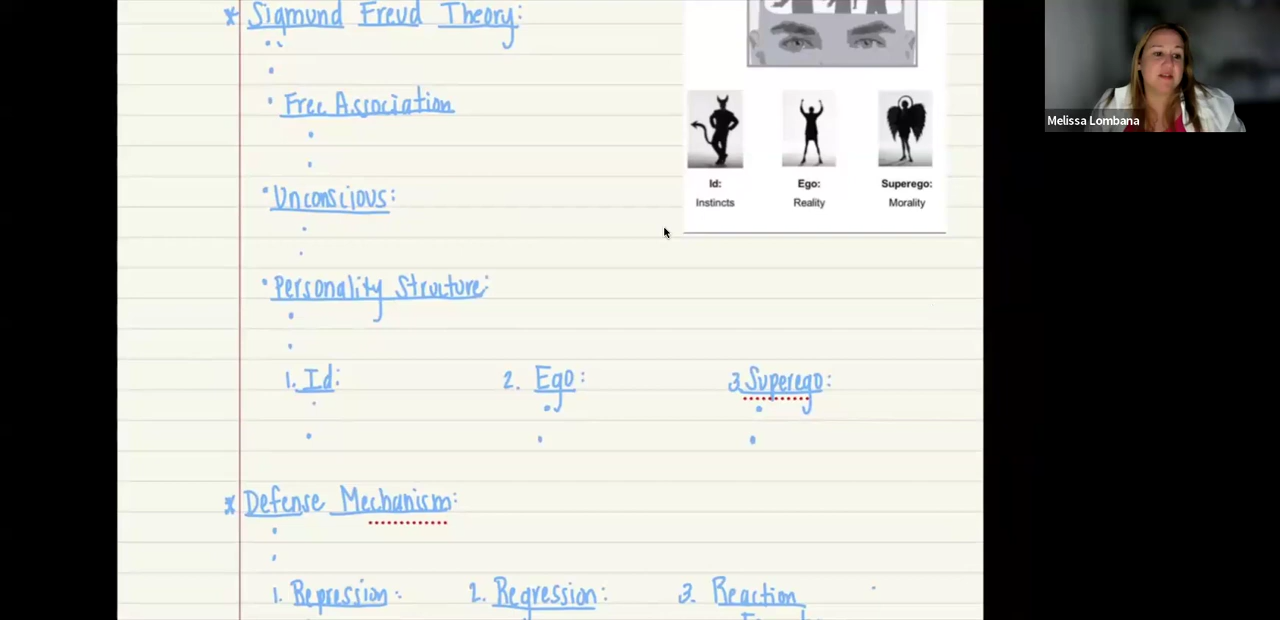 * Sigmund Freud Theory:
• Free Association
• Unconscious:
• Personality Structure:
1. Id: 2. Ego: 3. Superego:
* Defense Mechanism:
1. Repression: 2. Regression: 3. Reaction
Id: Ego: Superego:
Instincts Reality Morality
Melissa Lombana